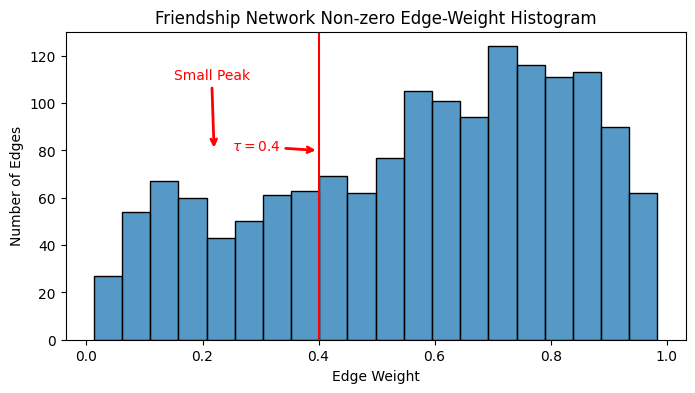 Friendship Network Non-zero Edge-Weight Histogram
Number of Edges
120
100
80
60
40
20
0
Small Peak
τ = 0.4
0.0 0.2 0.4 0.6 0.8 1.0
Edge Weight